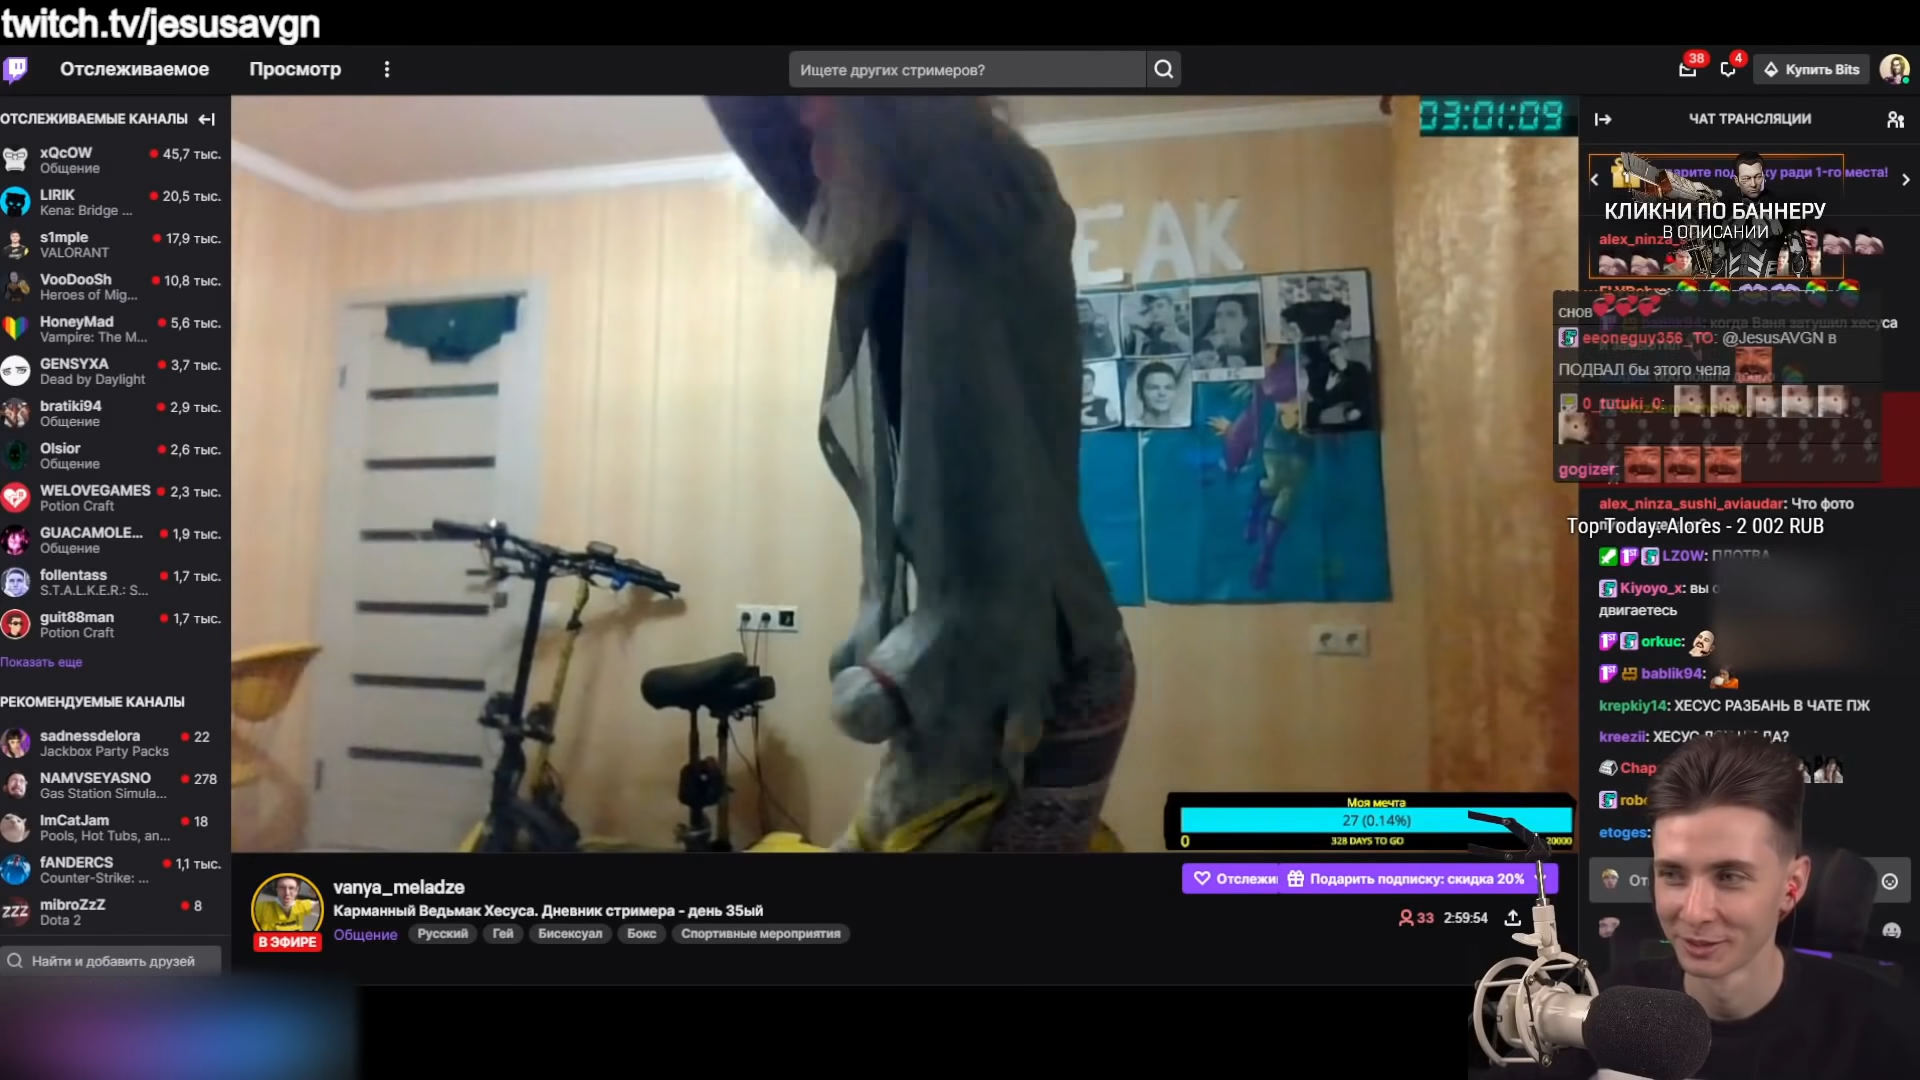 twitch.tv/jesusavgn
Отслеживаемое
Просмотр
Ищете других стримеров?
38
4
Купить Bits
ОТСЛЕЖИВАЕМЫЕ КАНАЛЫ
xQcOW
45,7 тыс.
Общение
LIRIK
20,5 тыс.
Kena: Bridge ...
s1mple
17,9 тыс.
VALORANT
VooDooSh
10,8 тыс.
Heroes of Mig...
HoneyMad
5,6 тыс.
Vampire: The M...
GENSYXA
3,7 тыс.
Dead by Daylight
bratiki94
2,9 тыс.
Общение
Olsior
2,6 тыс.
Общение
WELOVEGAMES
2,3 тыс.
Potion Craft
GUACAMOLE...
1,9 тыс.
Общение
follentass
1,7 тыс.
S.T.A.L.K.E.R.: S...
guit88man
1,7 тыс.
Potion Craft
Показать еще
РЕКОМЕНДУЕМЫЕ КАНАЛЫ
sadnessdelora
22
Jackbox Party Packs
NAMVSEYASNO
278
Gas Station Simula...
ImCatJam
18
Pools, Hot Tubs, an...
fANDERCS
1,1 тыс.
Counter-Strike: ...
mibroZzZ
8
Dota 2
Найти и добавить друзей
03:01:09
EAK
Моя мечта
27 (0.14%)
0
328 DAYS TO GO
20000
vanya_meladze
Карманный Ведьмак Хесуса. Дневник стримера - день 35ый
В ЭФИРЕ
Общение
Русский
Гей
Бисексуал
Бокс
Спортивные мероприятия
Подарить подписку: скидка 20%
33
2:59:54
ЧАТ ТРАНСЛЯЦИИ
ради 1-го места!
КЛИКНИ ПО БАННЕРУ
В ОПИСАНИИ
снов
eeoneguy356_TO: @JesusAVGN в
ПОДВАЛ бы этого чела
0_tutuki_0:
gogizer:
alex_ninza_sushi_aviaudar: Что фото
Top Today: Alores - 2 002 RUB
LZ0W: ПЛОТВА
Kiyoyo_x: вы
двигаетесь
orkuc:
bablik94:
krepkiy14: ХЕСУС РАЗБАНЬ В ЧАТЕ ПЖ
kreezii: ХЕСУС
etoges: